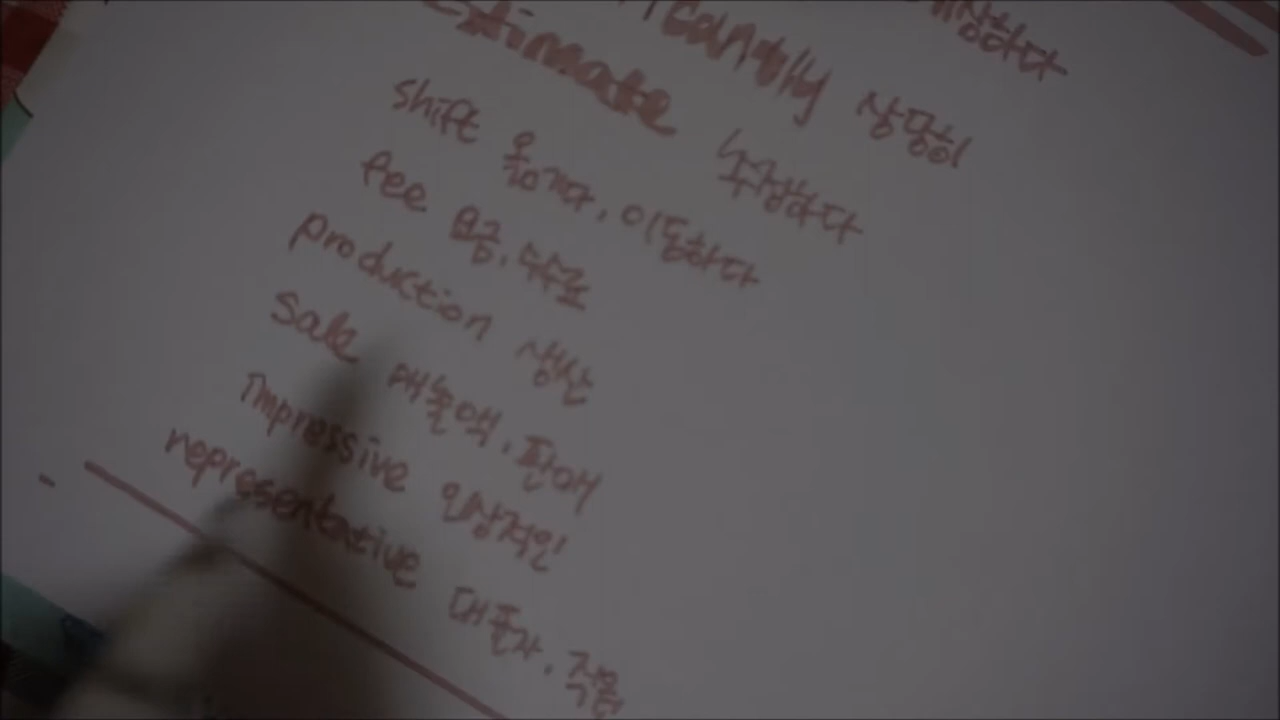 상당히
estimate 추정하다
shift 옮기다, 이동하다
fee 요금, 수수료
production 생산
sale 매출액, 판매
impressive 인상적인
representative 대표자, 직원